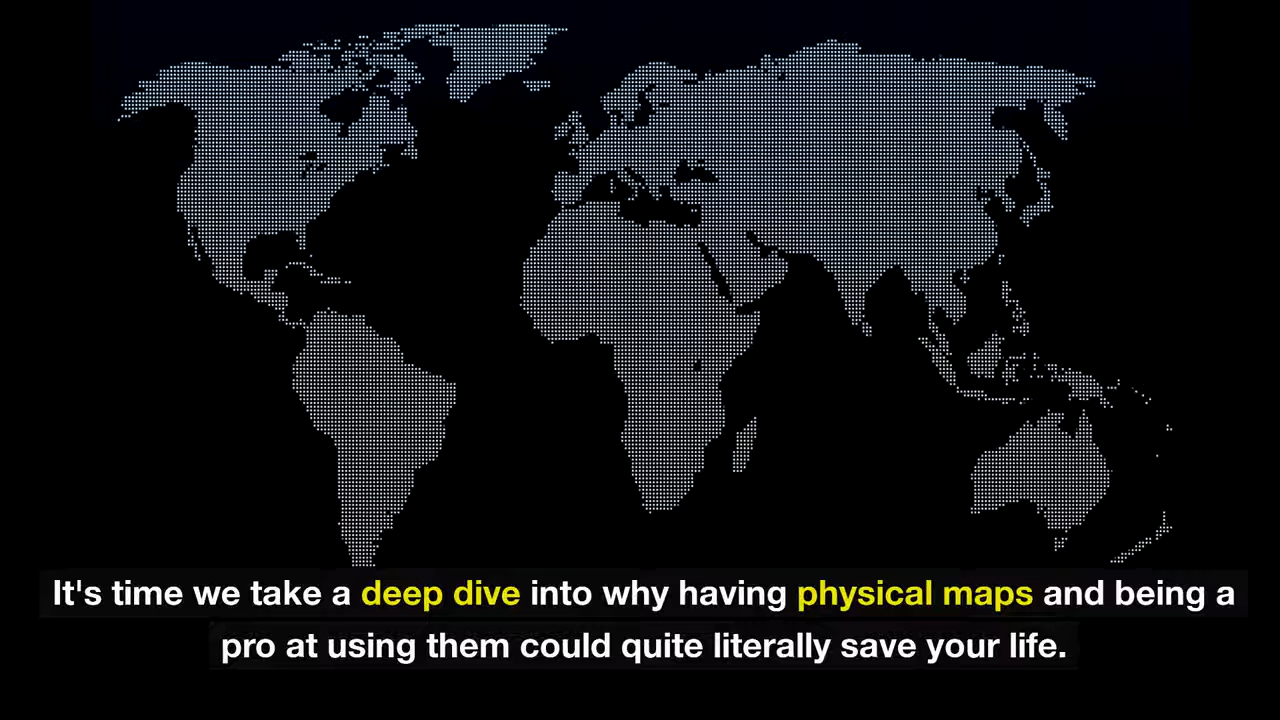 It's time we take a deep dive into why having physical maps and being a
pro at using them could quite literally save your life.